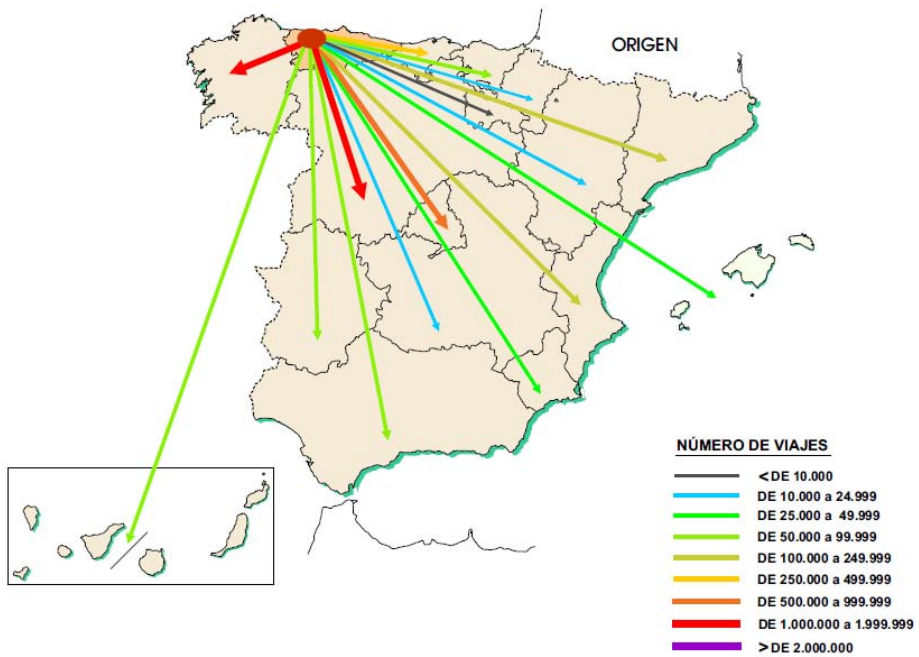 ORIGEN
NÚMERO DE VIAJES
< DE 10.000
DE 10.000 a 24.999
DE 25.000 a 49.999
DE 50.000 a 99.999
DE 100.000 a 249.999
DE 250.000 a 499.999
DE 500.000 a 999.999
DE 1.000.000 a 1.999.999
> DE 2.000.000